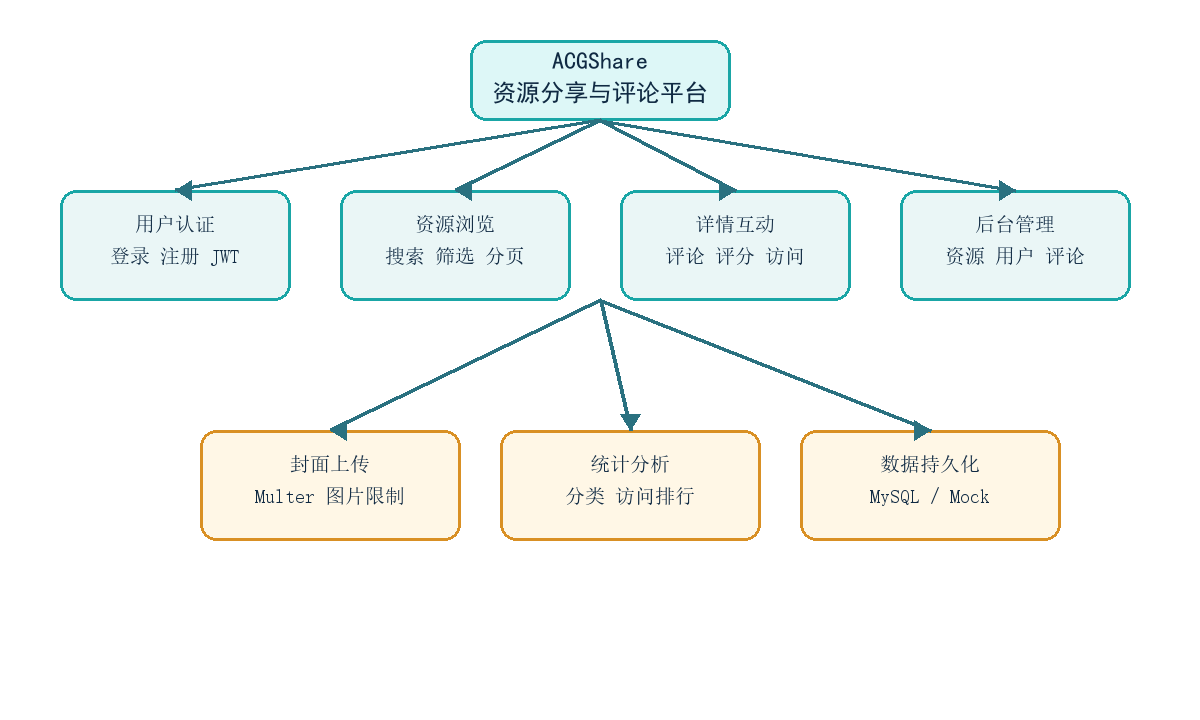 ACGShare
资源分享与评论平台
用户认证
登录 注册 JWT
资源浏览
搜索 筛选 分页
详情互动
评论 评分 访问
后台管理
资源 用户 评论
封面上传
Multer 图片限制
统计分析
分类 访问排行
数据持久化
MySQL / Mock